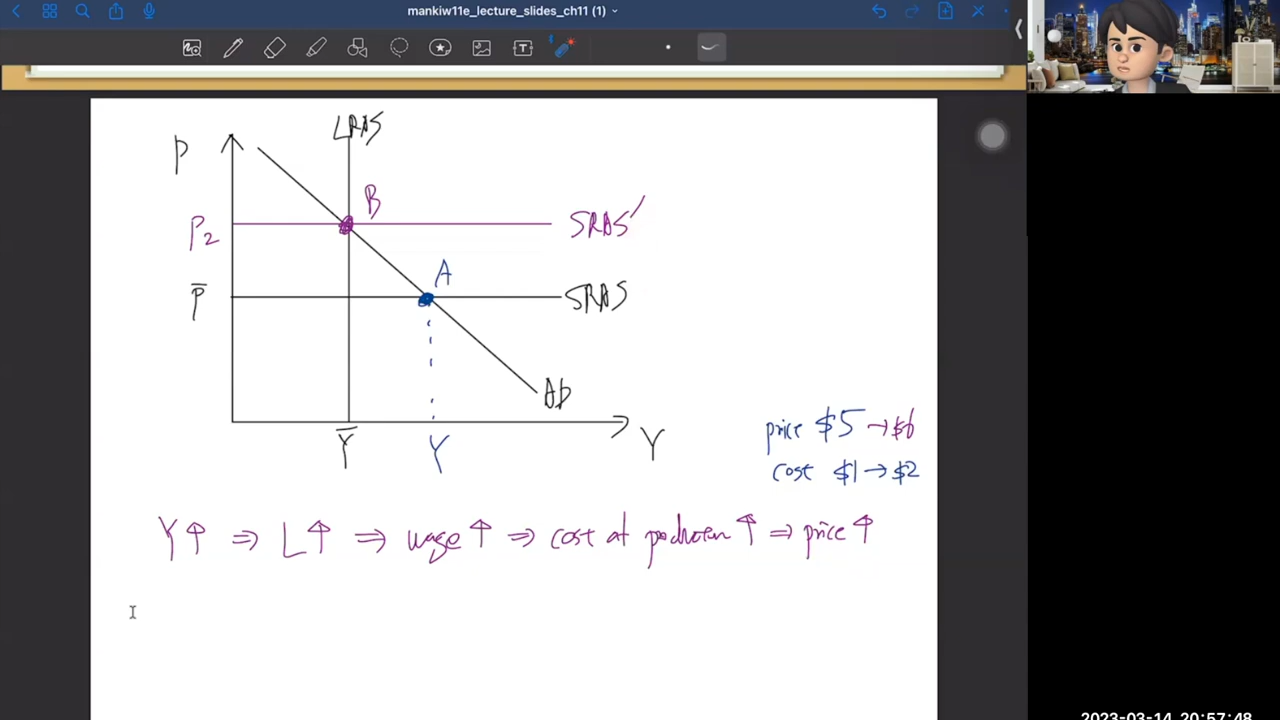 mankiw11e_lecture_slides_ch11 (1)
T
P
LRAS
B
P2
SRAS'
A
P̅
SRAS
AD
Y̅
Y
Y
price $5 → $6
cost $1 → $2
Y↑ ⇒ L↑ ⇒ wage ↑ ⇒ cost of production ↑ ⇒ price ↑
2023-03-14 20:57:48